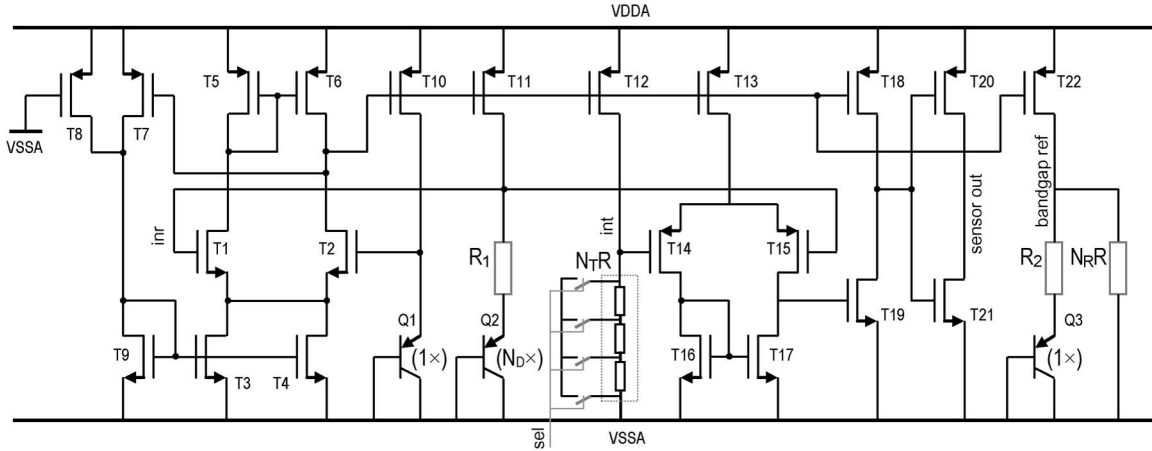 VDDA
T8
T7
T5
T6
T10
T11
T12
T13
T18
T20
T22
VSSA
inr
T1
T2
R1
int
NTR
T14
T15
sensor out
bandgap ref
R2
NRR
T9
T3
T4
Q1
(1×)
Q2
(ND×)
T16
T17
T19
T21
Q3
(1×)
sel
VSSA